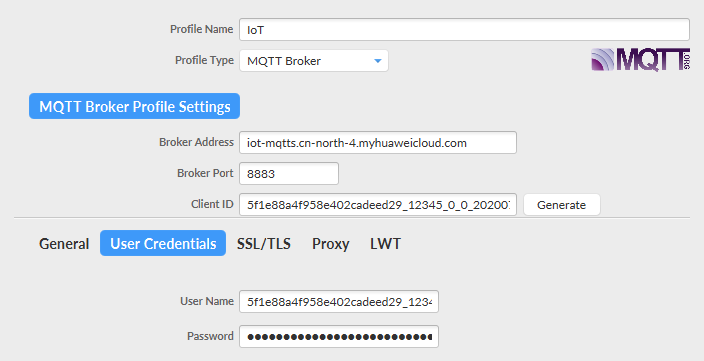 Profile Name IoT
Profile Type MQTT Broker
MQTT.ORG
MQTT Broker Profile Settings
Broker Address iot-mqtts.cn-north-4.myhuaweicloud.com
Broker Port 8883
Client ID 5f1e88a4f958e402cadeed29_12345_0_0_202007 Generate
General User Credentials SSL/TLS Proxy LWT
User Name 5f1e88a4f958e402cadeed29_1234
Password ●●●●●●●●●●●●●●●●●●●●●●●●●●